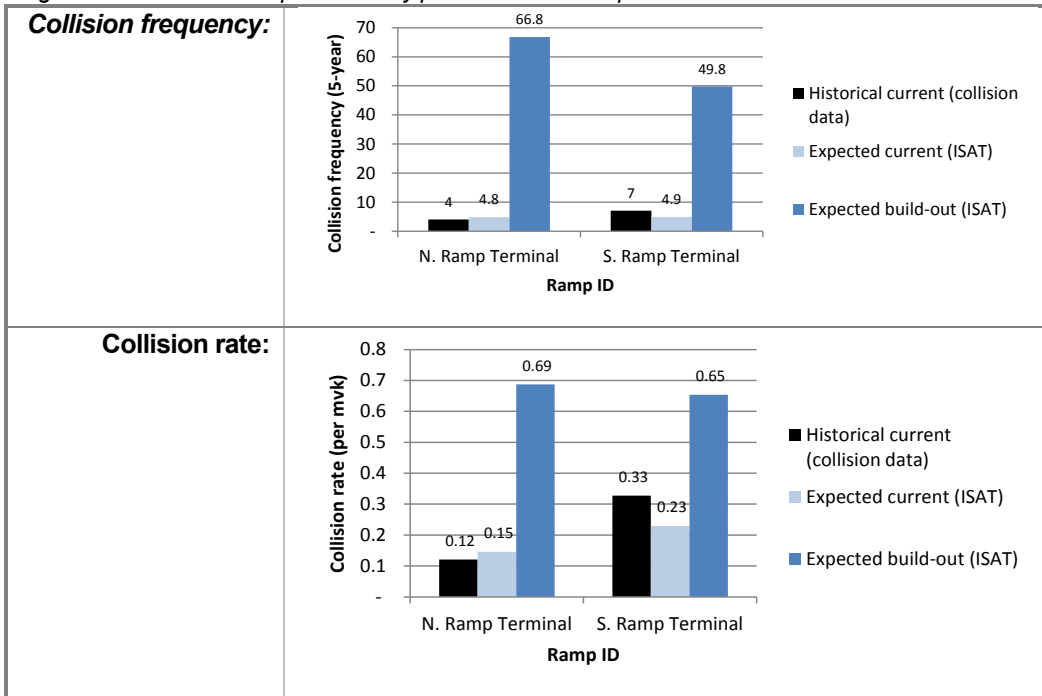 Collision frequency:
70
60
50
40
30
20
10
-
66.8
49.8
4
4.8
7
4.9
N. Ramp Terminal
S. Ramp Terminal
Collision frequency (5-year)
Ramp ID
Historical current (collision
data)
Expected current (ISAT)
Expected build-out (ISAT)
Collision rate:
0.8
0.7
0.6
0.5
0.4
0.3
0.2
0.1
-
0.69
0.65
0.33
0.23
0.12
0.15
N. Ramp Terminal
S. Ramp Terminal
Collision rate (per mvk)
Ramp ID
Historical current
(collision data)
Expected current (ISAT)
Expected build-out (ISAT)